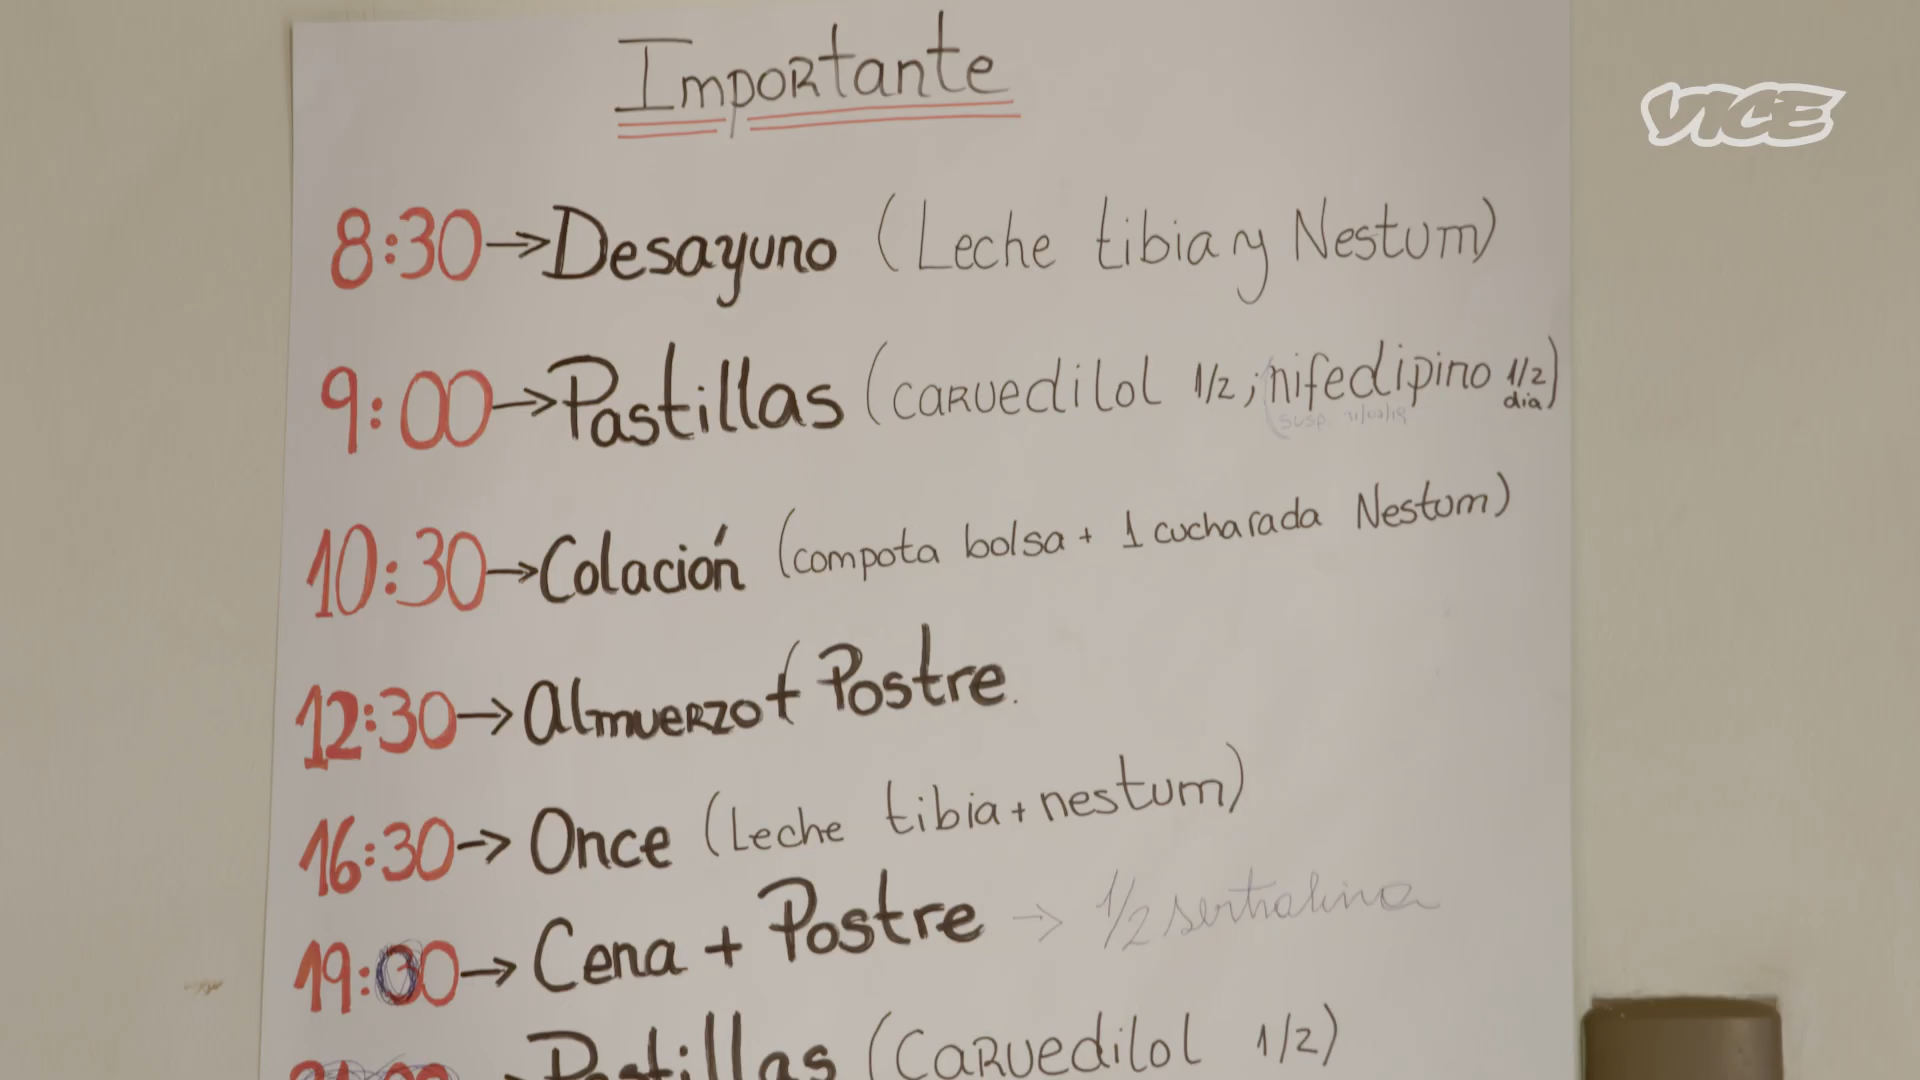 Importante
VICE
8:30→Desayuno (Leche tibia y Nestum)
9:00→Pastillas (carvedilol 1/2; nifedipino 1/2 dia)
susp.
10:30→Colación (compota bolsa + 1 cucharada Nestum)
12:30→almuerzo + Postre.
16:30→Once (Leche tibia + nestum)
19:00→Cena + Postre → 1/2 sertralina
Pastillas (Carvedilol 1/2)